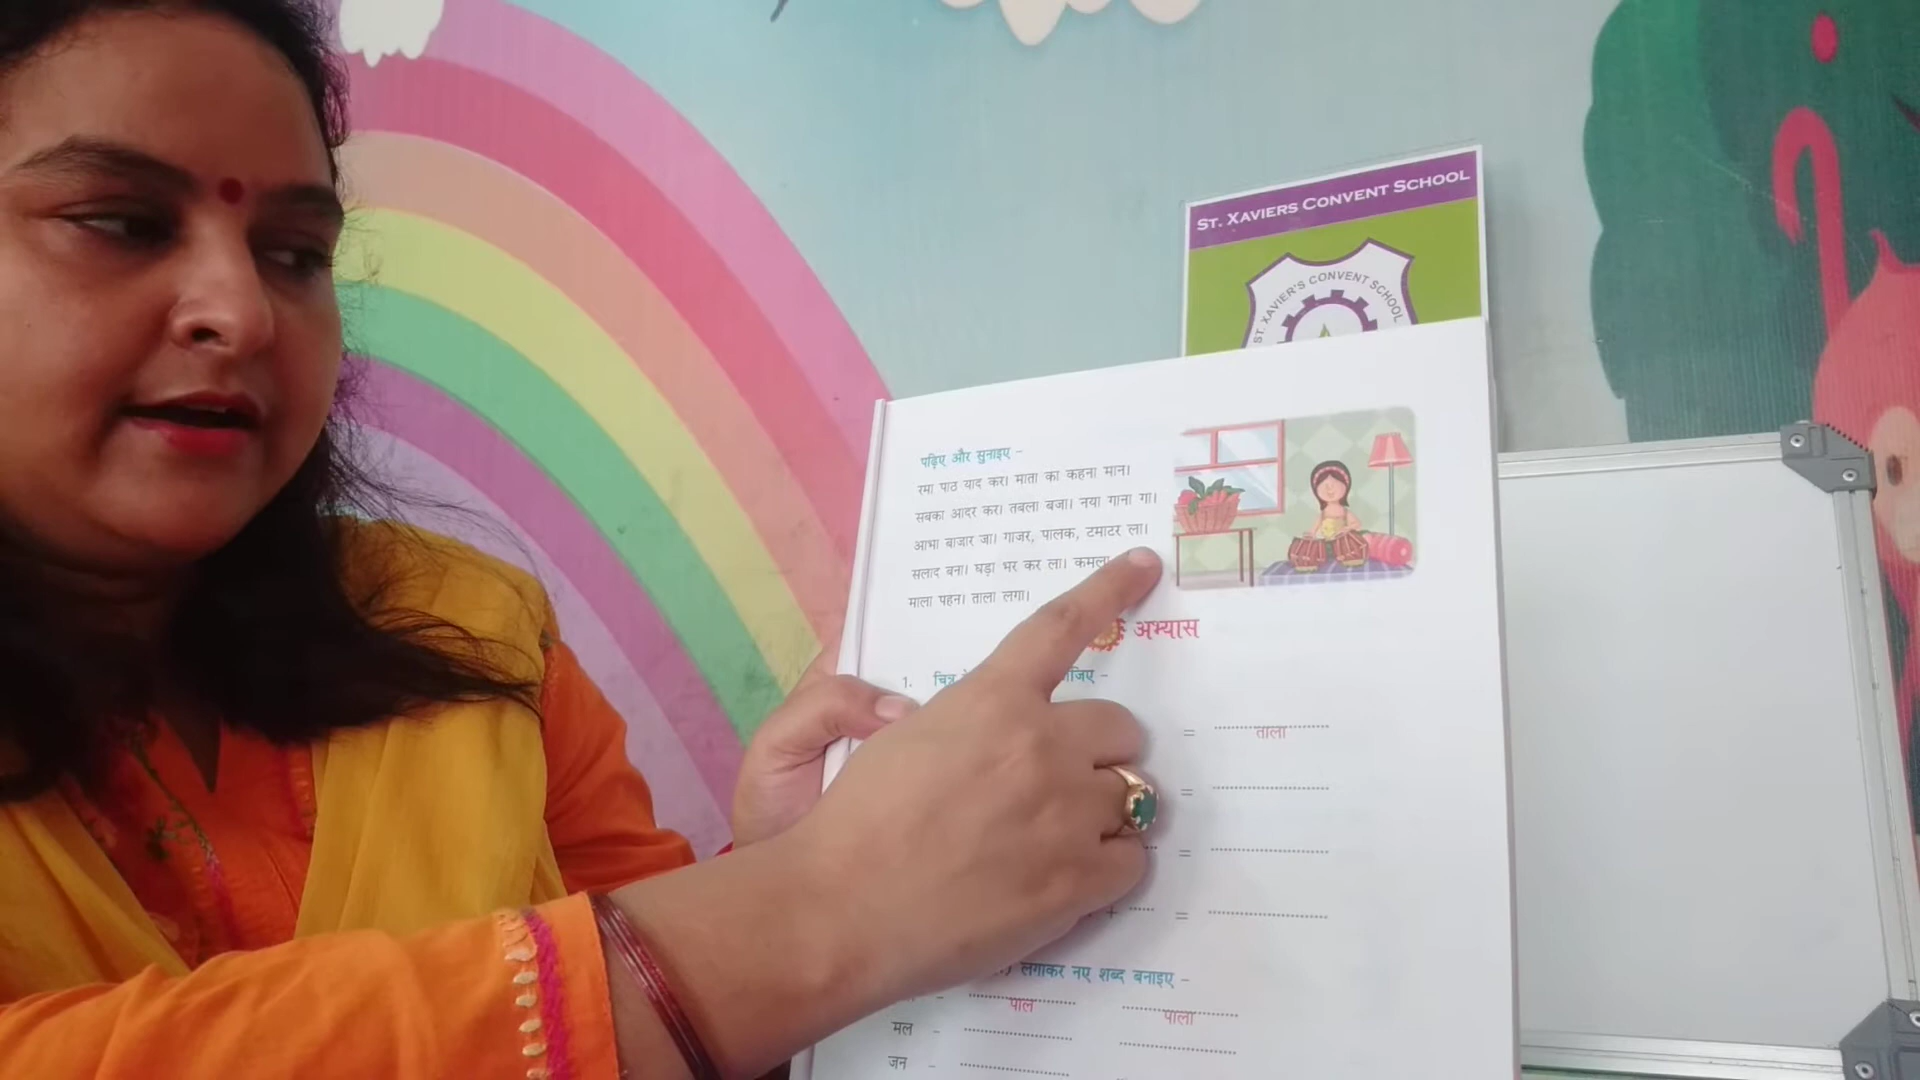 ST. XAVIERS CONVENT SCHOOL
ST. XAVIER'S CONVENT SCHOOL
पढ़िए और सुनाइए –
रमा पाठ याद कर। माता का कहना मान।
सबका आदर कर। तबला बजा। नया गाना गा।
आभा बाजार जा। गाजर, पालक, टमाटर ला।
सलाद बना। घड़ा भर कर ला। कमला
माला पहन। ताला लगा।
अभ्यास
1. चित्र
= ताला
=
=
+ =
लगाकर नए शब्द बनाइए –
– पाल पाला
मल –
जन –